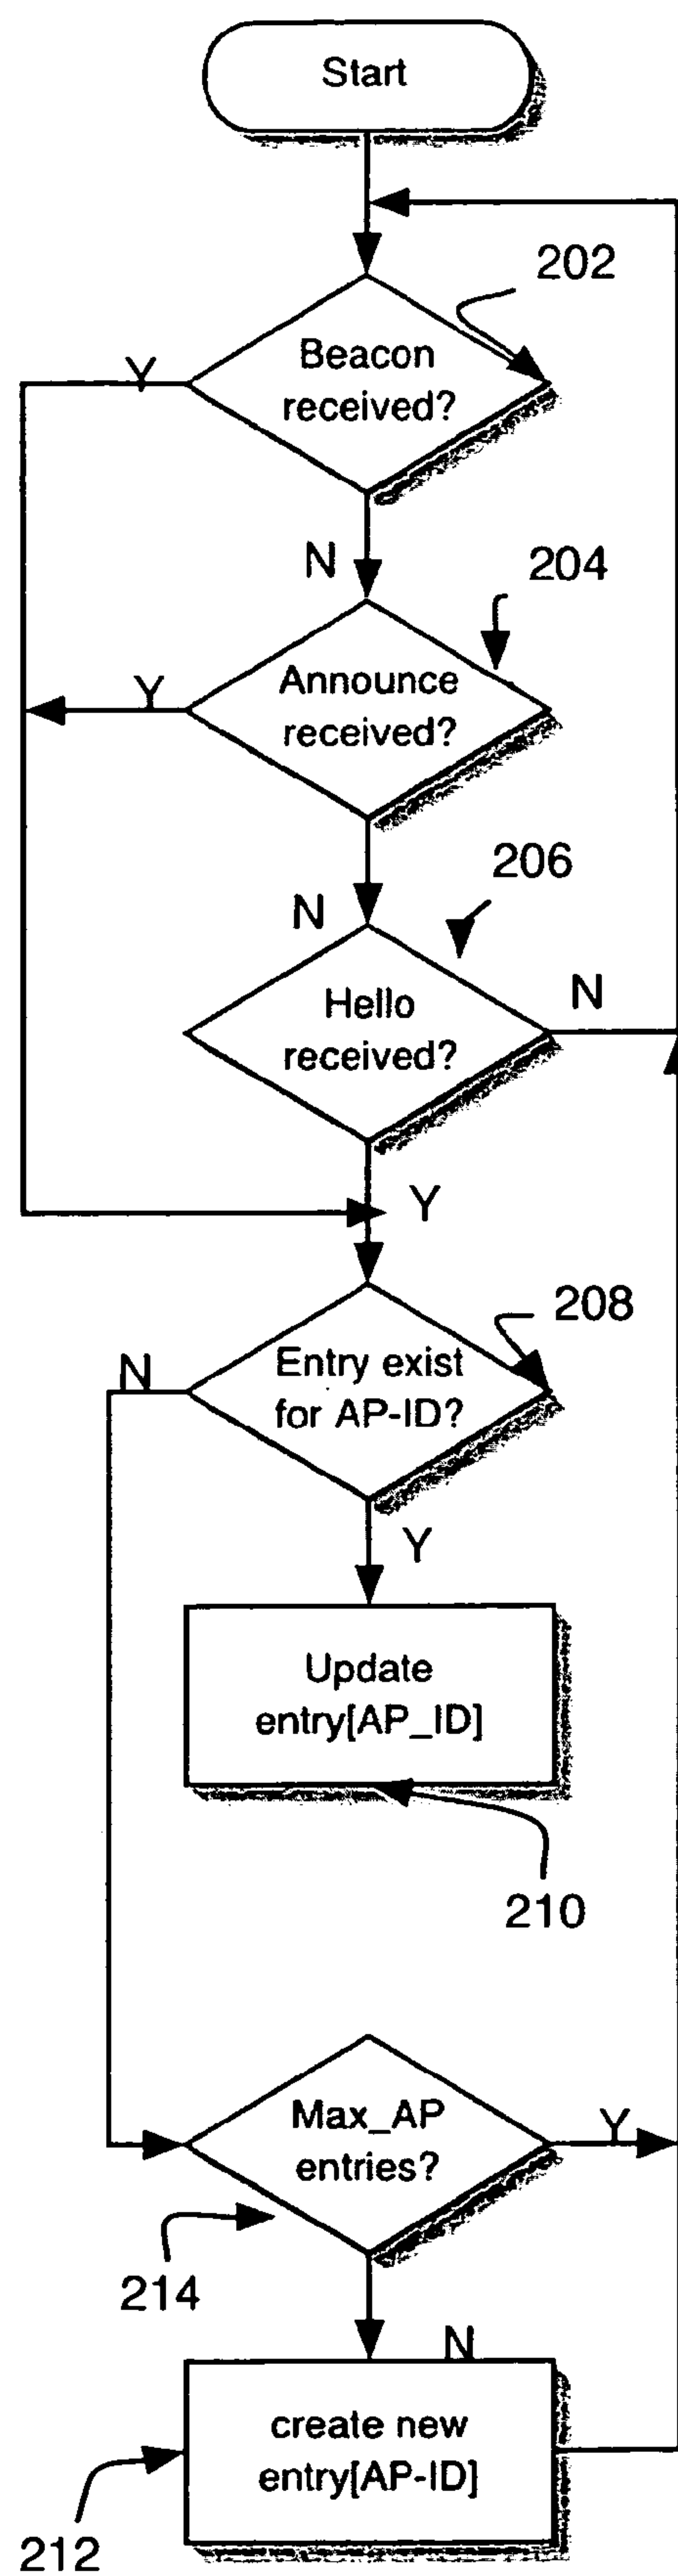 Start
202
Beacon
received?
Y
N
204
Announce
received?
Y
N
206
Hello
received?
N
Y
208
Entry exist
for AP-ID?
N
Y
Update
entry[AP_ID]
210
Max_AP
entries?
Y
214
N
create new
entry[AP-ID]
212